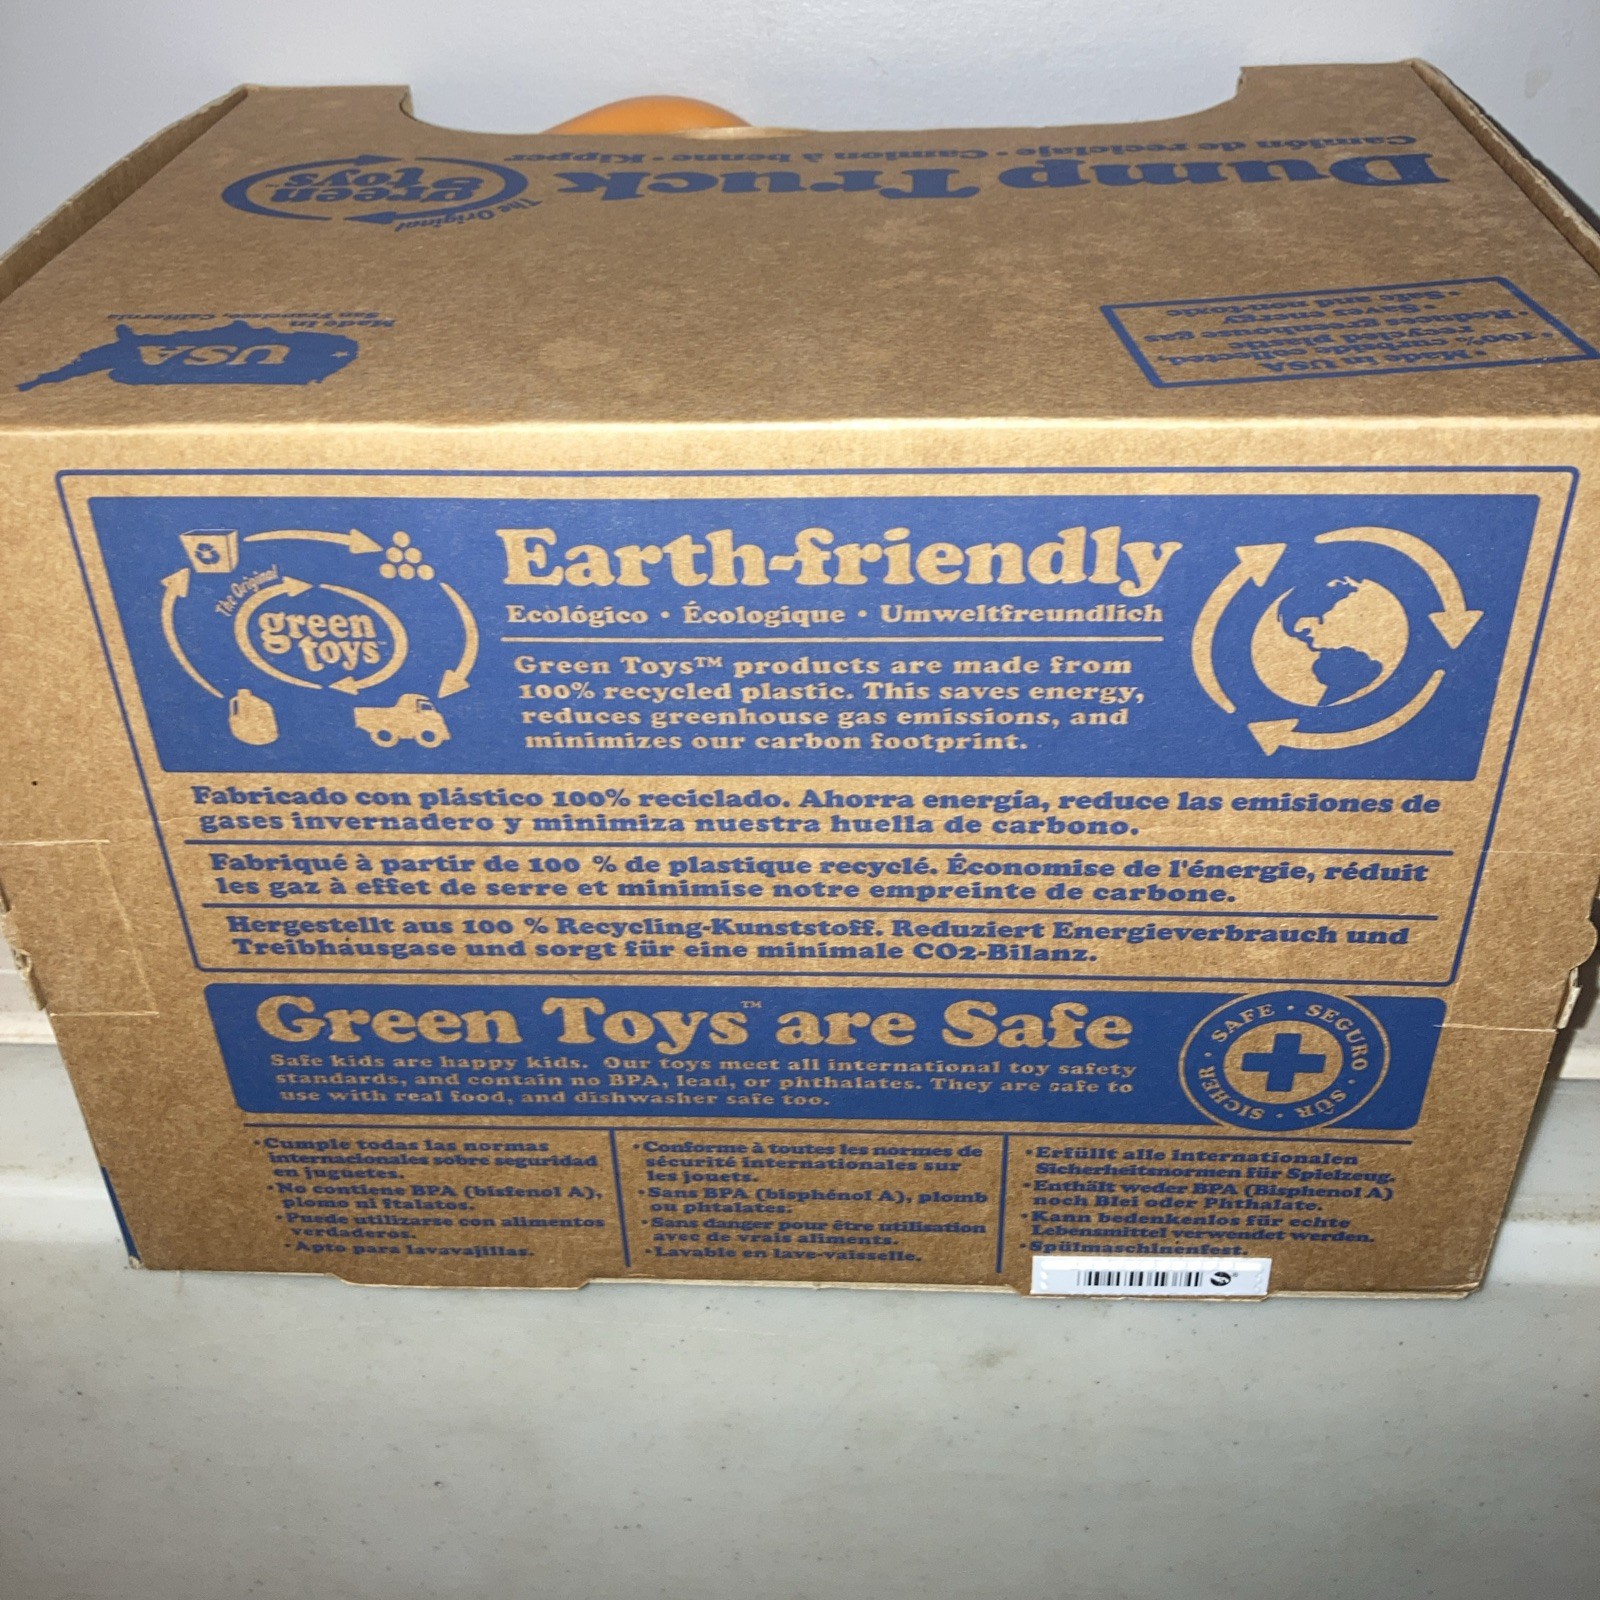 Camión de reciclaje • Camion à benne • Kipper
Dump Truck
The Original
green
toys™
Made in
San Francisco, California
USA
• Made in USA
• 100% curbside collected,
recycled plastic
• Reduces greenhouse gas
• Saves energy
• Safe and non-toxic
The Original
green
toys™
Earth-friendly
Ecológico • Écologique • Umweltfreundlich
Green Toys™ products are made from
100% recycled plastic. This saves energy,
reduces greenhouse gas emissions, and
minimizes our carbon footprint.
Fabricado con plástico 100% reciclado. Ahorra energía, reduce las emisiones de
gases invernadero y minimiza nuestra huella de carbono.
Fabriqué à partir de 100 % de plastique recyclé. Économise de l'énergie, réduit
les gaz à effet de serre et minimise notre empreinte de carbone.
Hergestellt aus 100 % Recycling-Kunststoff. Reduziert Energieverbrauch und
Treibhausgase und sorgt für eine minimale CO2-Bilanz.
Green Toys™ are Safe
Safe kids are happy kids. Our toys meet all international toy safety
standards, and contain no BPA, lead, or phthalates. They are safe to
use with real food, and dishwasher safe too.
SAFE • SEGURO • SÛR • SICHER •
• Cumple todas las normas
internacionales sobre seguridad
en juguetes.
• No contiene BPA (bisfenol A),
plomo ni ftalatos.
• Puede utilizarse con alimentos
verdaderos.
• Apto para lavavajillas.
• Conforme à toutes les normes de
sécurité internationales sur
les jouets.
• Sans BPA (bisphénol A), plomb
ou phtalates.
• Sans danger pour être utilisation
avec de vrais aliments.
• Lavable en lave-vaisselle.
• Erfüllt alle internationalen
Sicherheitsnormen für Spielzeug.
• Enthält weder BPA (Bisphenol A)
noch Blei oder Phthalate.
• Kann bedenkenlos für echte
Lebensmittel verwendet werden.
• Spülmaschinenfest.